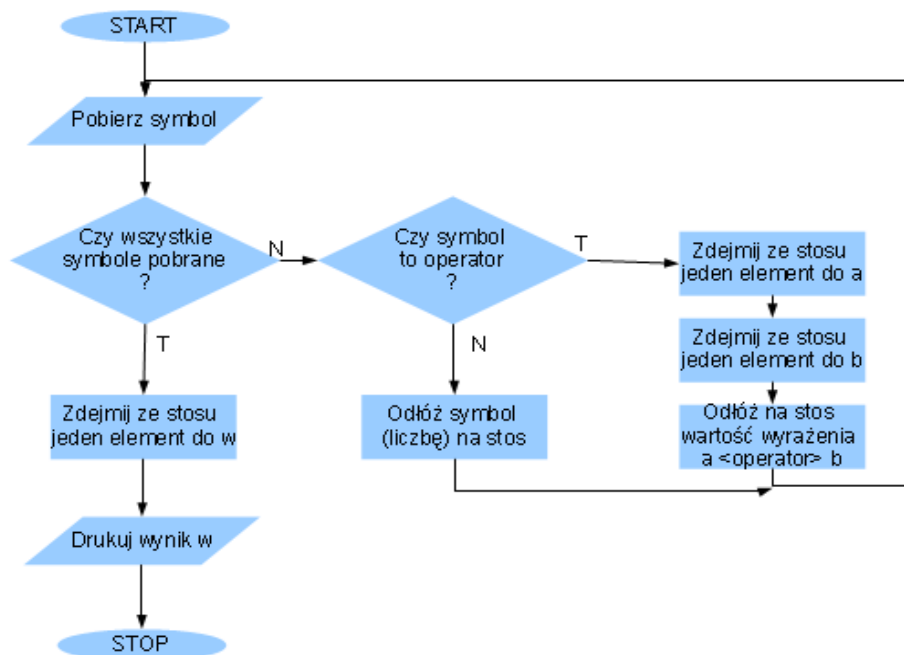 START
Pobierz symbol
Czy wszystkie
symbole pobrane
?
N
T
Czy symbol
to operator
?
T
N
Zdejmij ze stosu
jeden element do a
Zdejmij ze stosu
jeden element do b
Odłóż na stos
wartość wyrażenia
a <operator> b
Odłóż symbol
(liczbę) na stos
Zdejmij ze stosu
jeden element do w
Drukuj wynik w
STOP